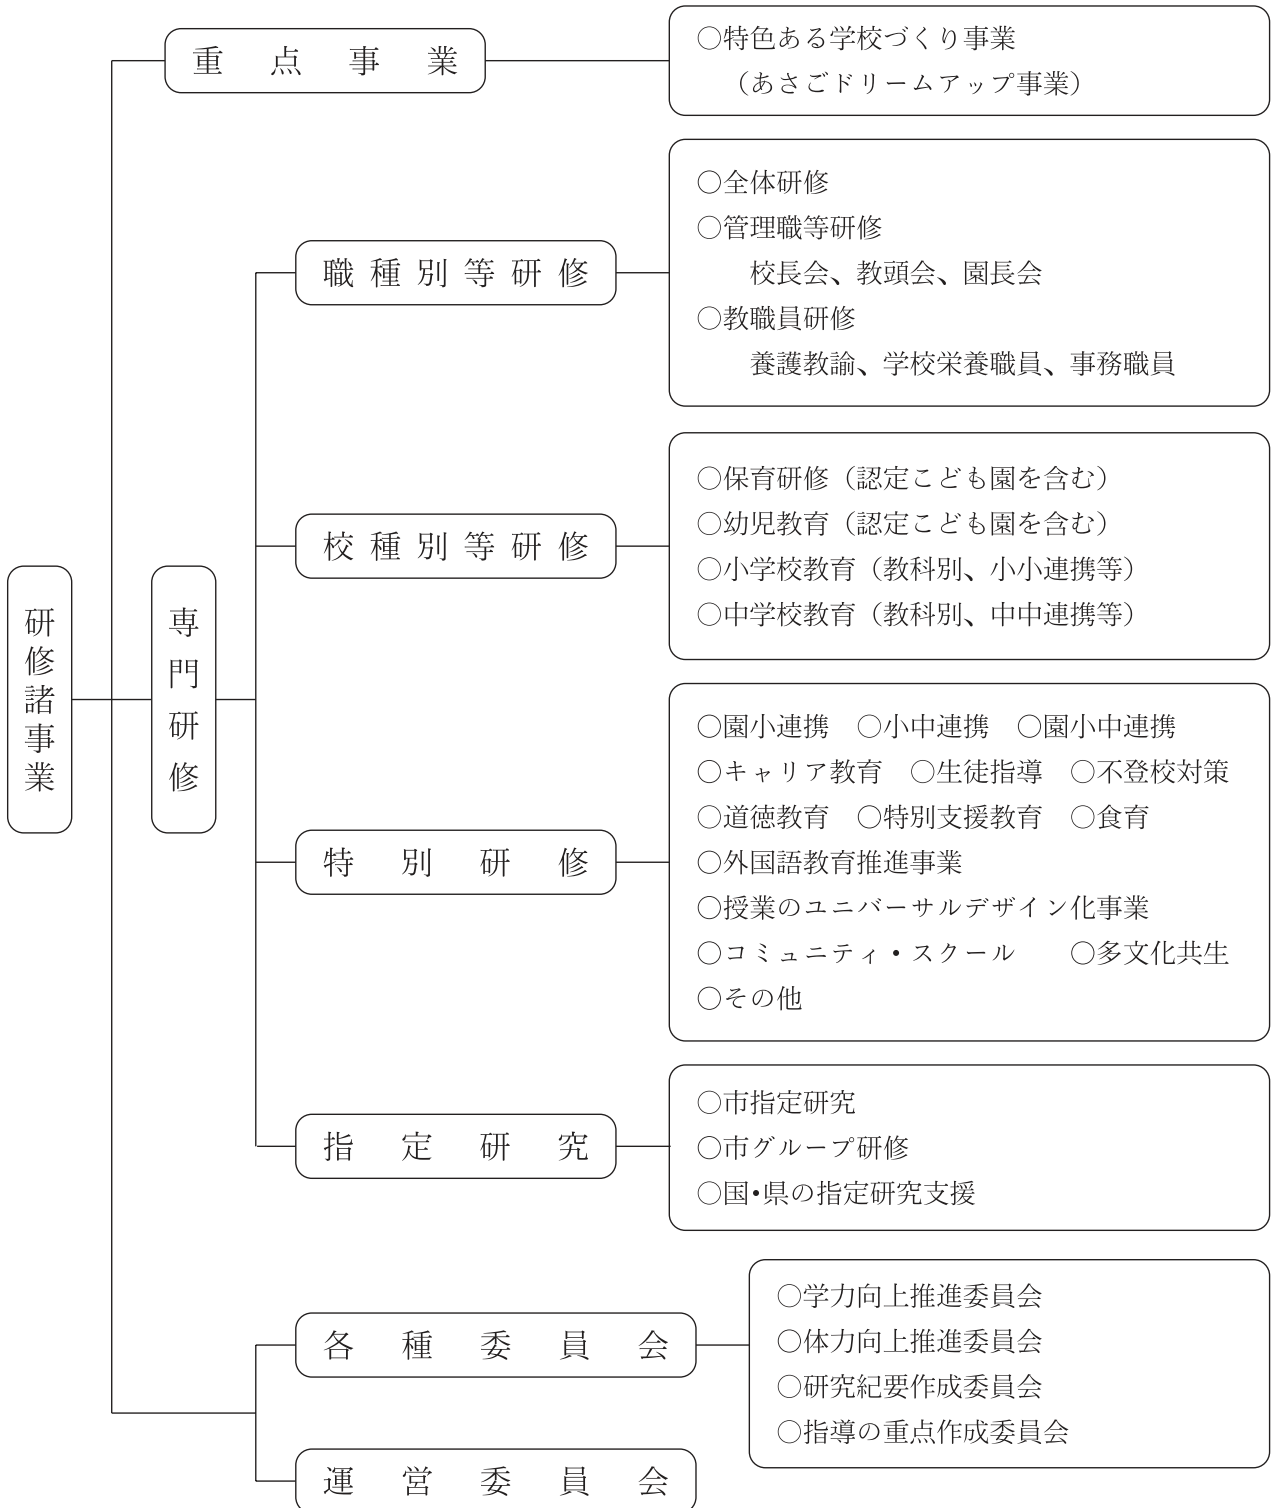 研修諸事業
重点事業
○特色ある学校づくり事業
（あさごドリームアップ事業）
専門研修
職種別等研修
○全体研修
○管理職等研修
校長会、教頭会、園長会
○教職員研修
養護教諭、学校栄養職員、事務職員
校種別等研修
○保育研修（認定こども園を含む）
○幼児教育（認定こども園を含む）
○小学校教育（教科別、小小連携等）
○中学校教育（教科別、中中連携等）
特別研修
○園小連携　○小中連携　○園小中連携
○キャリア教育　○生徒指導　○不登校対策
○道徳教育　○特別支援教育　○食育
○外国語教育推進事業
○授業のユニバーサルデザイン化事業
○コミュニティ・スクール　　○多文化共生
○その他
指定研究
○市指定研究
○市グループ研修
○国・県の指定研究支援
各種委員会
○学力向上推進委員会
○体力向上推進委員会
○研究紀要作成委員会
○指導の重点作成委員会
運営委員会